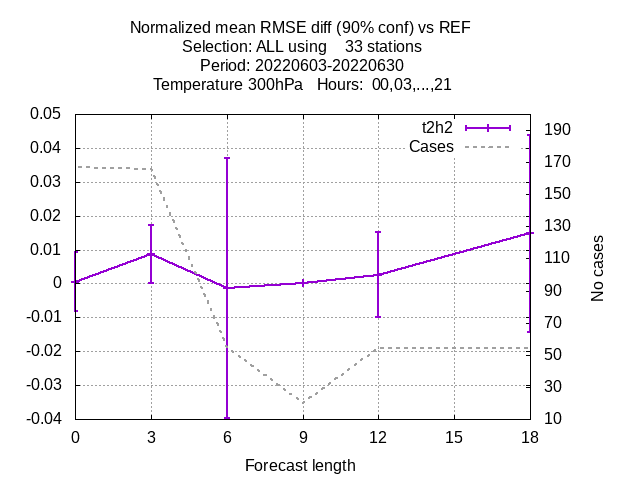 Normalized mean RMSE diff (90% conf) vs REF
Selection: ALL using    33 stations
Period: 20220603-20220630
Temperature 300hPa   Hours:  00,03,...,21
t2h2
Cases
0.05
0.04
0.03
0.02
0.01
0
-0.01
-0.02
-0.03
-0.04
190
170
150
130
110
90
70
50
30
10
No cases
0 3 6 9 12 15 18
Forecast length